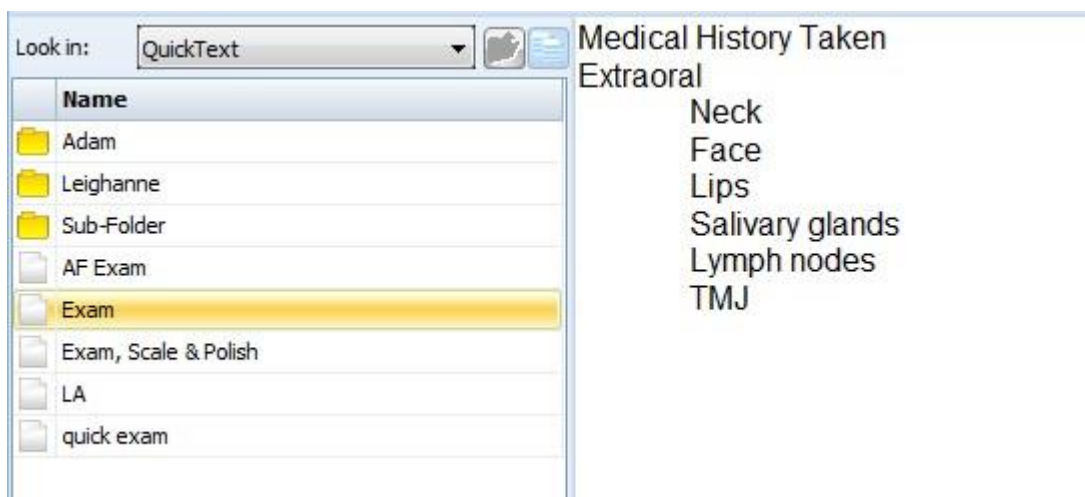 Look in: QuickText
Name
Adam
Leighanne
Sub-Folder
AF Exam
Exam
Exam, Scale & Polish
LA
quick exam
Medical History Taken
Extraoral
Neck
Face
Lips
Salivary glands
Lymph nodes
TMJ